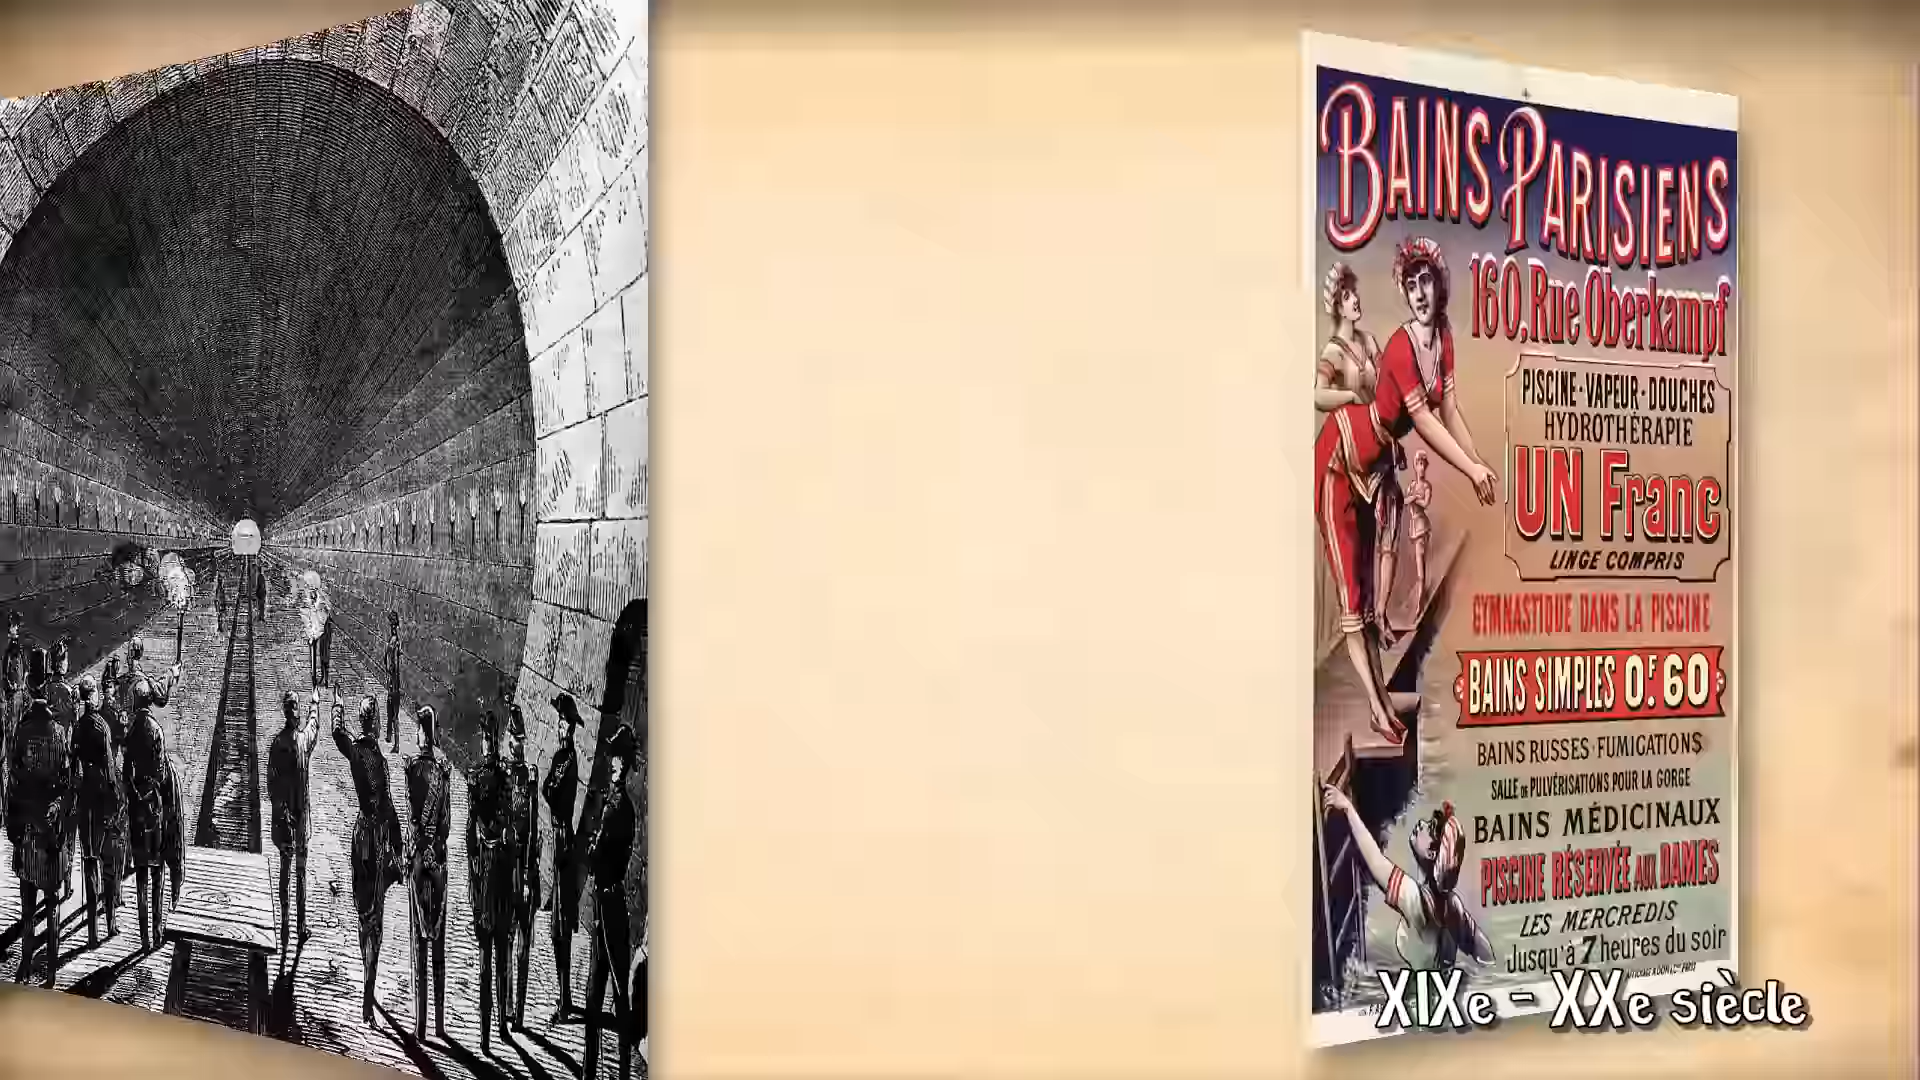 BAINS PARISIENS
160, Rue Oberkampf
PISCINE·VAPEUR·DOUCHES
HYDROTHÉRAPIE
UN Franc
LINGE COMPRIS
GYMNASTIQUE DANS LA PISCINE
BAINS SIMPLES 0F.60
BAINS RUSSES·FUMIGATIONS
SALLE DE PULVÉRISATIONS POUR LA GORGE
BAINS MÉDICINAUX
PISCINE RÉSERVÉE AUX DAMES
LES MERCREDIS
Jusqu'à 7 heures du soir
XIXe - XXe siècle